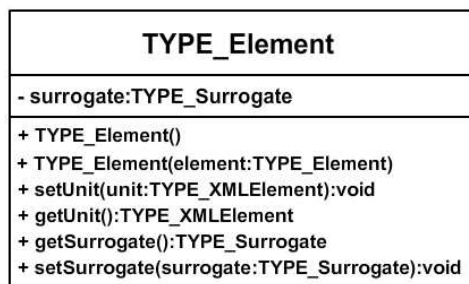 TYPE_Element
- surrogate:TYPE_Surrogate
+ TYPE_Element()
+ TYPE_Element(element:TYPE_Element)
+ setUnit(unit:TYPE_XMLElement):void
+ getUnit():TYPE_XMLElement
+ getSurrogate():TYPE_Surrogate
+ setSurrogate(surrogate:TYPE_Surrogate):void